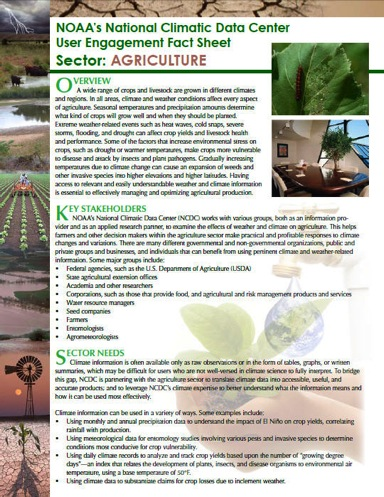 NOAA's National Climatic Data Center
User Engagement Fact Sheet
Sector: AGRICULTURE
OVERVIEW
A wide range of crops and livestock are grown in different climates
and regions. In all areas, climate and weather conditions affect every aspect
of agriculture. Seasonal temperatures and precipitation amounts determine
what kind of crops will grow well and when they should be planted.
Extreme weather-related events such as heat waves, cold snaps, severe
storms, flooding, and drought can affect crop yields and livestock health
and performance. Some of the factors that increase environmental stress on
crops, such as drought or warmer temperatures, make crops more vulnerable
to disease and attack by insects and plant pathogens. Gradually increasing
temperatures due to climate change can cause an expansion of weeds and
other invasive species into higher elevations and higher latitudes. Having
access to relevant and easily understandable weather and climate information
is essential to effectively managing and optimizing agricultural production.
KEY STAKEHOLDERS
NOAA's National Climatic Data Center (NCDC) works with various groups, both as an information pro-
vider and as an applied research partner, to examine the effects of weather and climate on agriculture. This helps
farmers and other decision makers within the agriculture sector make practical and profitable responses to climate
changes and variations. There are many different governmental and non-governmental organizations, public and
private groups and businesses, and individuals that can benefit from using pertinent climate and weather-related
information. Some major groups include:
• Federal agencies, such as the U.S. Department of Agriculture (USDA)
• State agricultural extension offices
• Academia and other researchers
• Corporations, such as those that provide food, and agricultural and risk management products and services
• Water resource managers
• Seed companies
• Farmers
• Entomologists
• Agrometeorologists
SECTOR NEEDS
Climate information is often available only as raw observations or in the form of tables, graphs, or written
summaries, which may be difficult for users who are not well-versed in climate science to fully interpret. To bridge
this gap, NCDC is partnering with the agriculture sector to translate climate data into accessible, useful, and
accurate products; and to leverage NCDC's climate expertise to better understand what the information means and
how it can be used most effectively.
Climate information can be used in a variety of ways. Some examples include:
• Using monthly and annual precipitation data to understand the impact of El Niño on crop yields, correlating
rainfall with production.
• Using meteorological data for entomology studies involving various pests and invasive species to determine
conditions most conducive for crop vulnerability.
• Using daily climate records to analyze and track crop yields based upon the number of "growing degree
days"—an index that relates the development of plants, insects, and disease organisms to environmental air
temperature, using a base temperature of 50°F.
• Using climate data to substantiate claims for crop losses due to inclement weather.